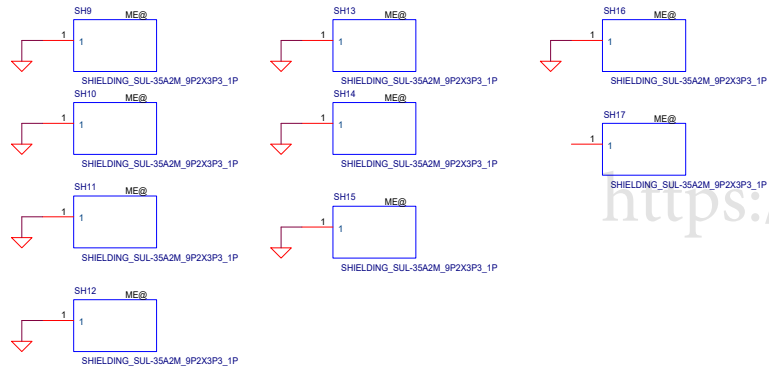 SH9 ME@
1 1
SHIELDING_SUL-35A2M_9P2X3P3_1P
SH10 ME@
1 1
SHIELDING_SUL-35A2M_9P2X3P3_1P
SH11 ME@
1 1
SHIELDING_SUL-35A2M_9P2X3P3_1P
SH12 ME@
1 1
SHIELDING_SUL-35A2M_9P2X3P3_1P
SH13 ME@
1 1
SHIELDING_SUL-35A2M_9P2X3P3_1P
SH14 ME@
1 1
SHIELDING_SUL-35A2M_9P2X3P3_1P
SH15 ME@
1 1
SHIELDING_SUL-35A2M_9P2X3P3_1P
SH16 ME@
1 1
SHIELDING_SUL-35A2M_9P2X3P3_1P
SH17 ME@
1 1
SHIELDING_SUL-35A2M_9P2X3P3_1P
https:/